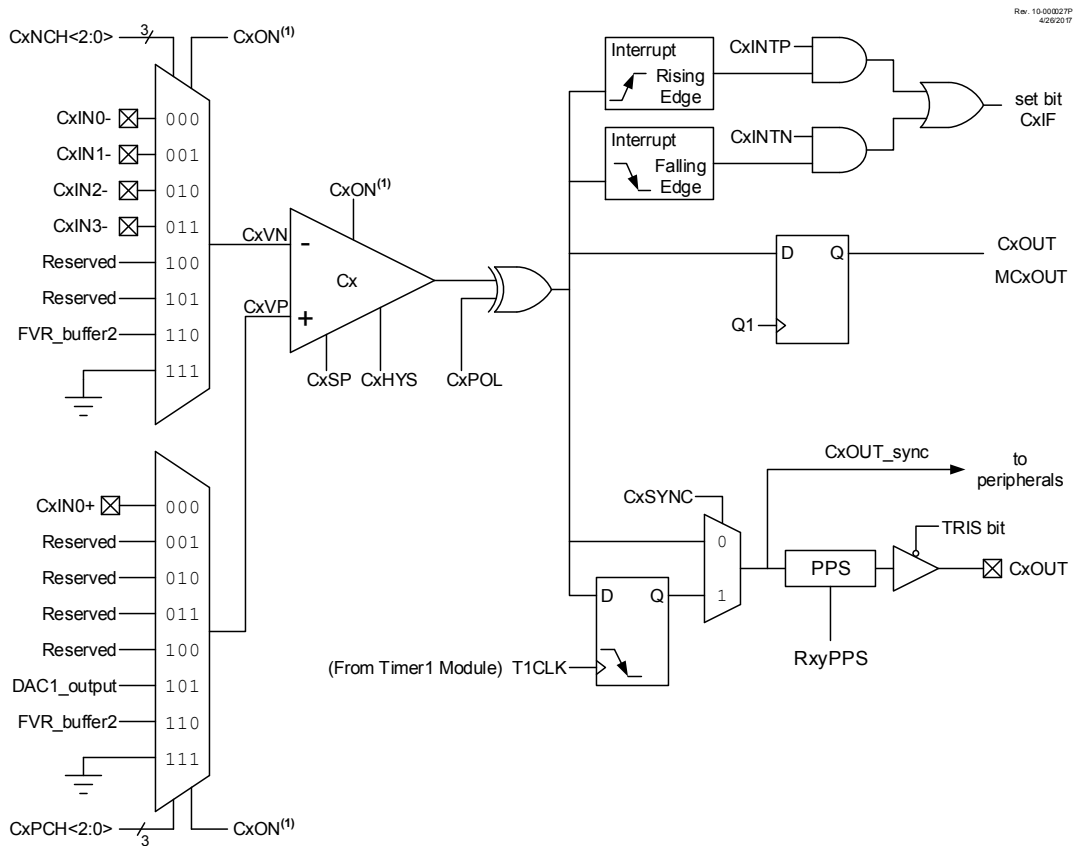 Rev. 10-000027P
4/26/2017
CxNCH<2:0>
3
CxON(1)
CxIN0-
000
CxIN1-
001
CxIN2-
010
CxIN3-
011
Reserved
100
Reserved
101
FVR_buffer2
110
111
CxVN
-
CxVP
+
CxON(1)
Cx
CxSP
CxHYS
CxPOL
Interrupt
Rising
Edge
CxINTP
Interrupt
Falling
Edge
CxINTN
set bit
CxIF
D
Q
Q1
CxOUT
MCxOUT
CxIN0+
000
Reserved
001
Reserved
010
Reserved
011
Reserved
100
DAC1_output
101
FVR_buffer2
110
111
CxPCH<2:0>
3
CxON(1)
CxSYNC
0
1
D
Q
(From Timer1 Module) T1CLK
CxOUT_sync
to
peripherals
PPS
RxyPPS
TRIS bit
CxOUT